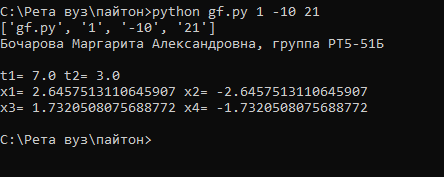 C:\Рета вуз\пайтон>python gf.py 1 -10 21
['gf.py', '1', '-10', '21']
Бочарова Маргарита Александровна, группа РТ5-51Б
t1= 7.0 t2= 3.0
x1= 2.6457513110645907 x2= -2.6457513110645907
x3= 1.7320508075688772 x4= -1.7320508075688772
C:\Рета вуз\пайтон>